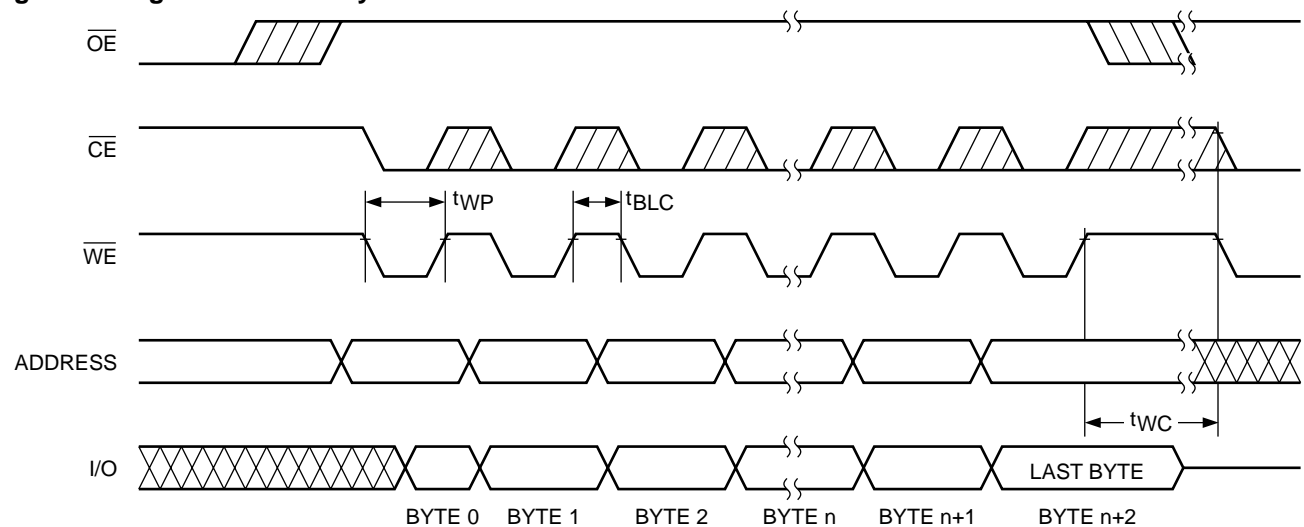 OE
CE
tWP
tBLC
WE
ADDRESS
tWC
I/O
LAST BYTE
BYTE 0 BYTE 1 BYTE 2 BYTE n BYTE n+1 BYTE n+2